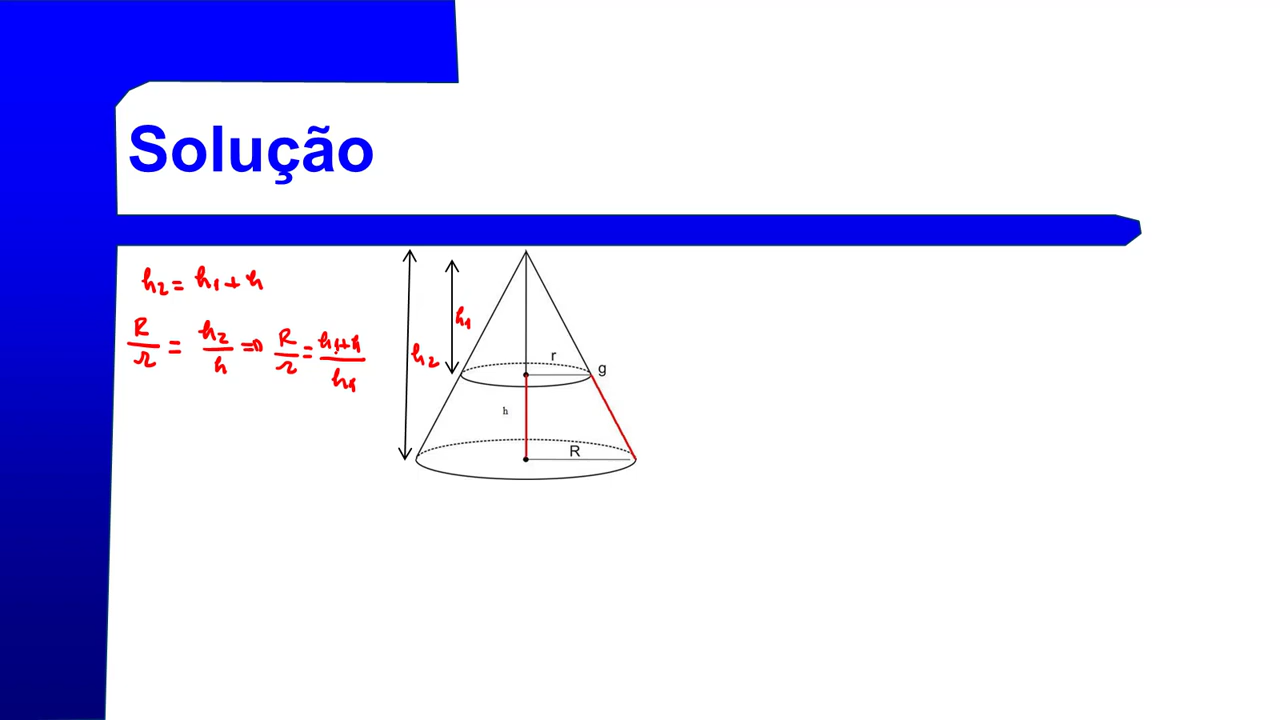 Solução
h₂ = h₁ + h
R/r = h₂/h => R/r = h₁+h/h₁
h₁
h₂
r
g
h
R